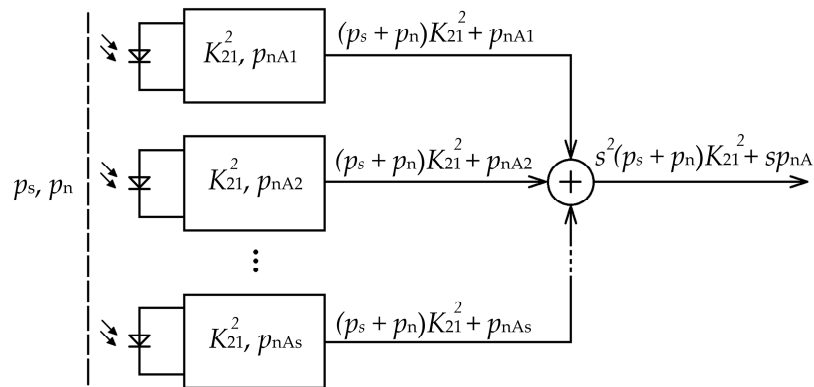 (pₛ + pₙ)K₂₁² + pₙA1
K₂₁², pₙA1
(pₛ + pₙ)K₂₁² + pₙA2
s²(pₛ + pₙ)K₂₁² + spₙA
K₂₁², pₙA2
+
pₛ, pₙ
⋮
(pₛ + pₙ)K₂₁² + pₙAs
K₂₁², pₙAs